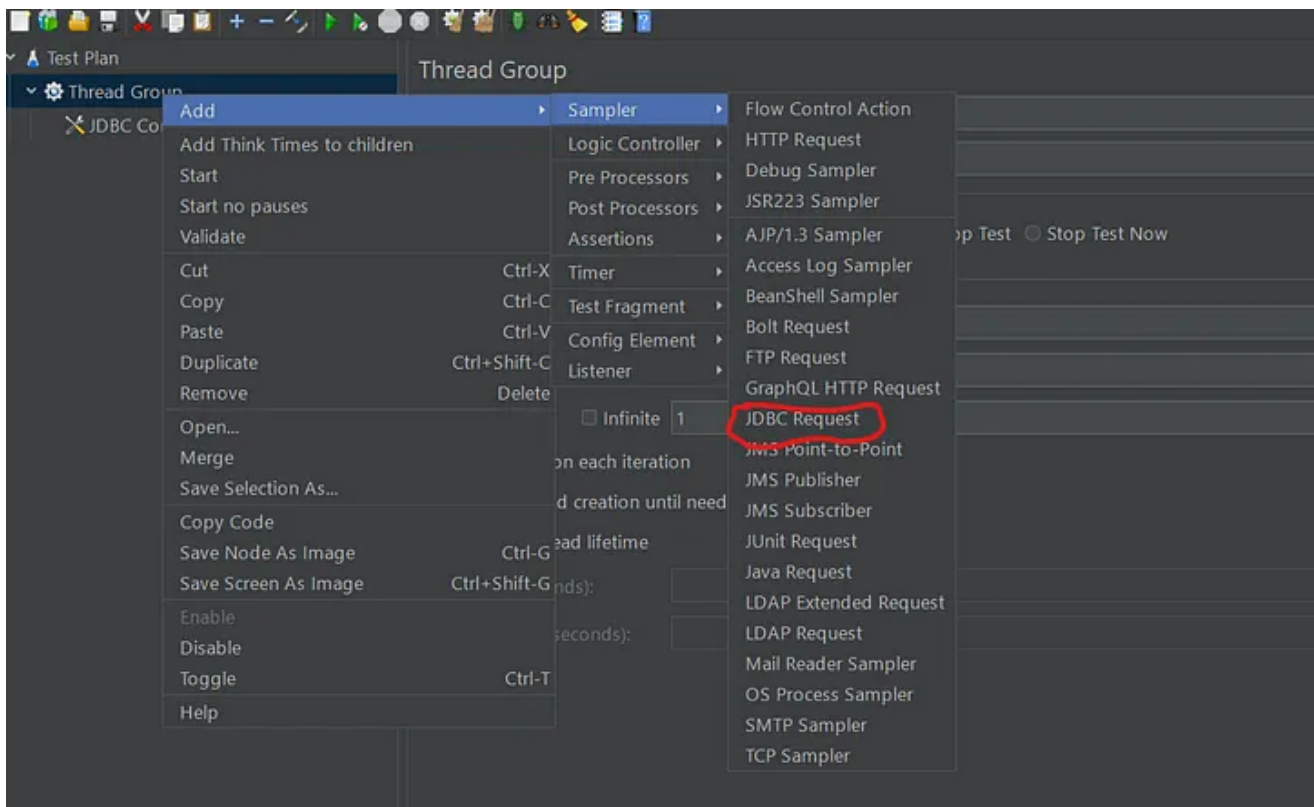 Test Plan
Thread Group
JDBC Co
Thread Group
Add
Add Think Times to children
Start
Start no pauses
Validate
Cut Ctrl-X
Copy Ctrl-C
Paste Ctrl-V
Duplicate Ctrl+Shift-C
Remove Delete
Open...
Merge
Save Selection As...
Copy Code
Save Node As Image Ctrl-G
Save Screen As Image Ctrl+Shift-G
Enable
Disable
Toggle Ctrl-T
Help
Sampler
Logic Controller
Pre Processors
Post Processors
Assertions
Timer
Test Fragment
Config Element
Listener
Flow Control Action
HTTP Request
Debug Sampler
JSR223 Sampler
AJP/1.3 Sampler
Access Log Sampler
BeanShell Sampler
Bolt Request
FTP Request
GraphQL HTTP Request
JDBC Request
JMS Point-to-Point
JMS Publisher
JMS Subscriber
JUnit Request
Java Request
LDAP Extended Request
LDAP Request
Mail Reader Sampler
OS Process Sampler
SMTP Sampler
TCP Sampler
op Test Stop Test Now
Infinite 1
on each iteration
d creation until need
ead lifetime
nds):
seconds):